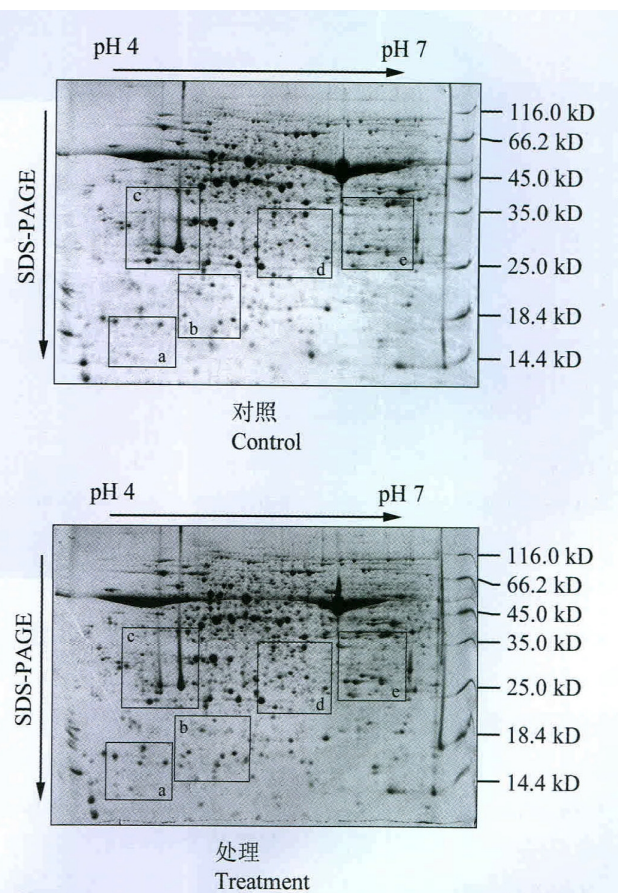 pH 4 pH 7
SDS-PAGE
116.0 kD
66.2 kD
45.0 kD
35.0 kD
25.0 kD
18.4 kD
14.4 kD
c
d
e
b
a
对照
Control
pH 4 pH 7
SDS-PAGE
116.0 kD
66.2 kD
45.0 kD
35.0 kD
25.0 kD
18.4 kD
14.4 kD
c
d
e
b
a
处理
Treatment